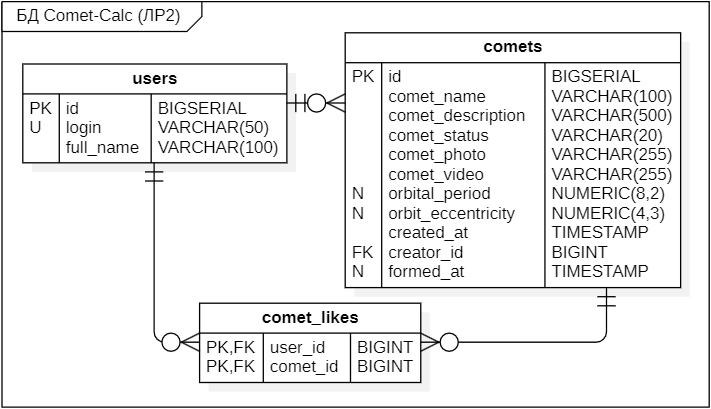 БД Comet-Calc (ЛР2)
users
PK id BIGSERIAL
U login VARCHAR(50)
full_name VARCHAR(100)
comets
PK id BIGSERIAL
comet_name VARCHAR(100)
comet_description VARCHAR(500)
comet_status VARCHAR(20)
comet_photo VARCHAR(255)
comet_video VARCHAR(255)
N orbital_period NUMERIC(8,2)
N orbit_eccentricity NUMERIC(4,3)
created_at TIMESTAMP
FK creator_id BIGINT
N formed_at TIMESTAMP
comet_likes
PK,FK user_id BIGINT
PK,FK comet_id BIGINT